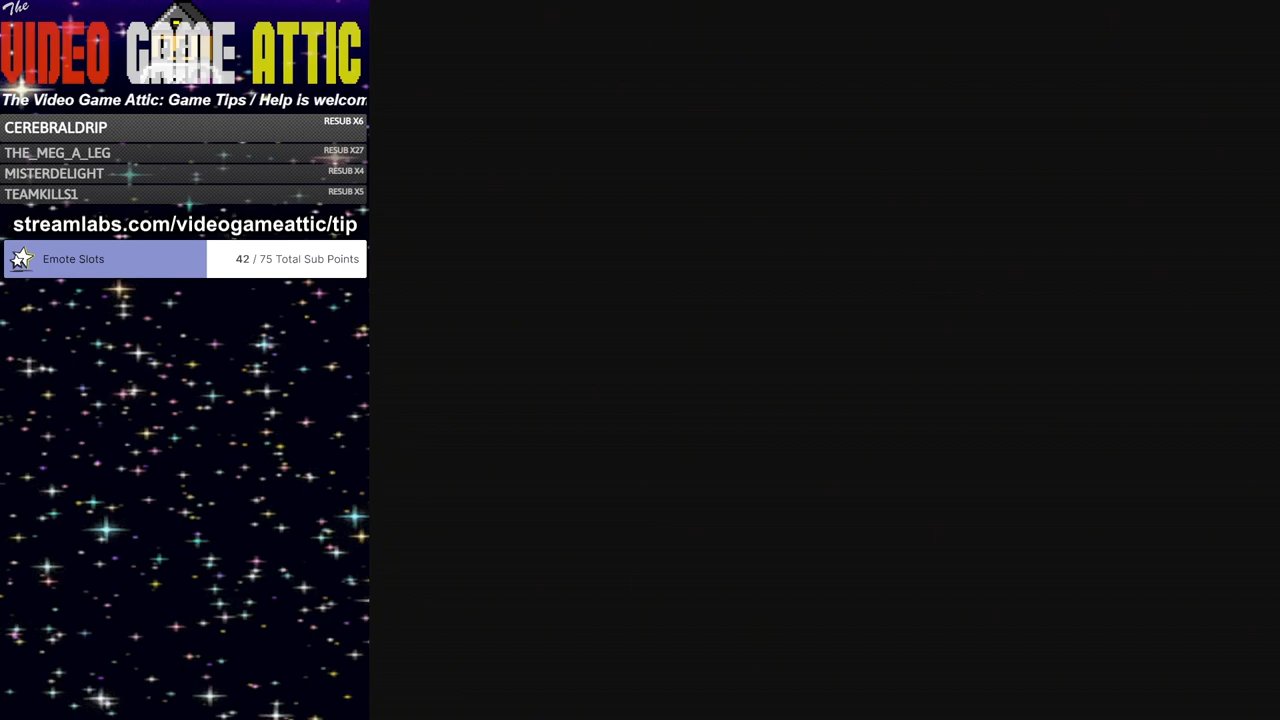 The
VIDEO GAME ATTIC
The Video Game Attic: Game Tips / Help is welcom
CEREBRALDRIP RESUB X6
THE_MEG_A_LEG RESUB X27
MISTERDELIGHT RESUB X4
TEAMKILLS1 RESUB X5
streamlabs.com/videogameattic/tip
Emote Slots 42 / 75 Total Sub Points